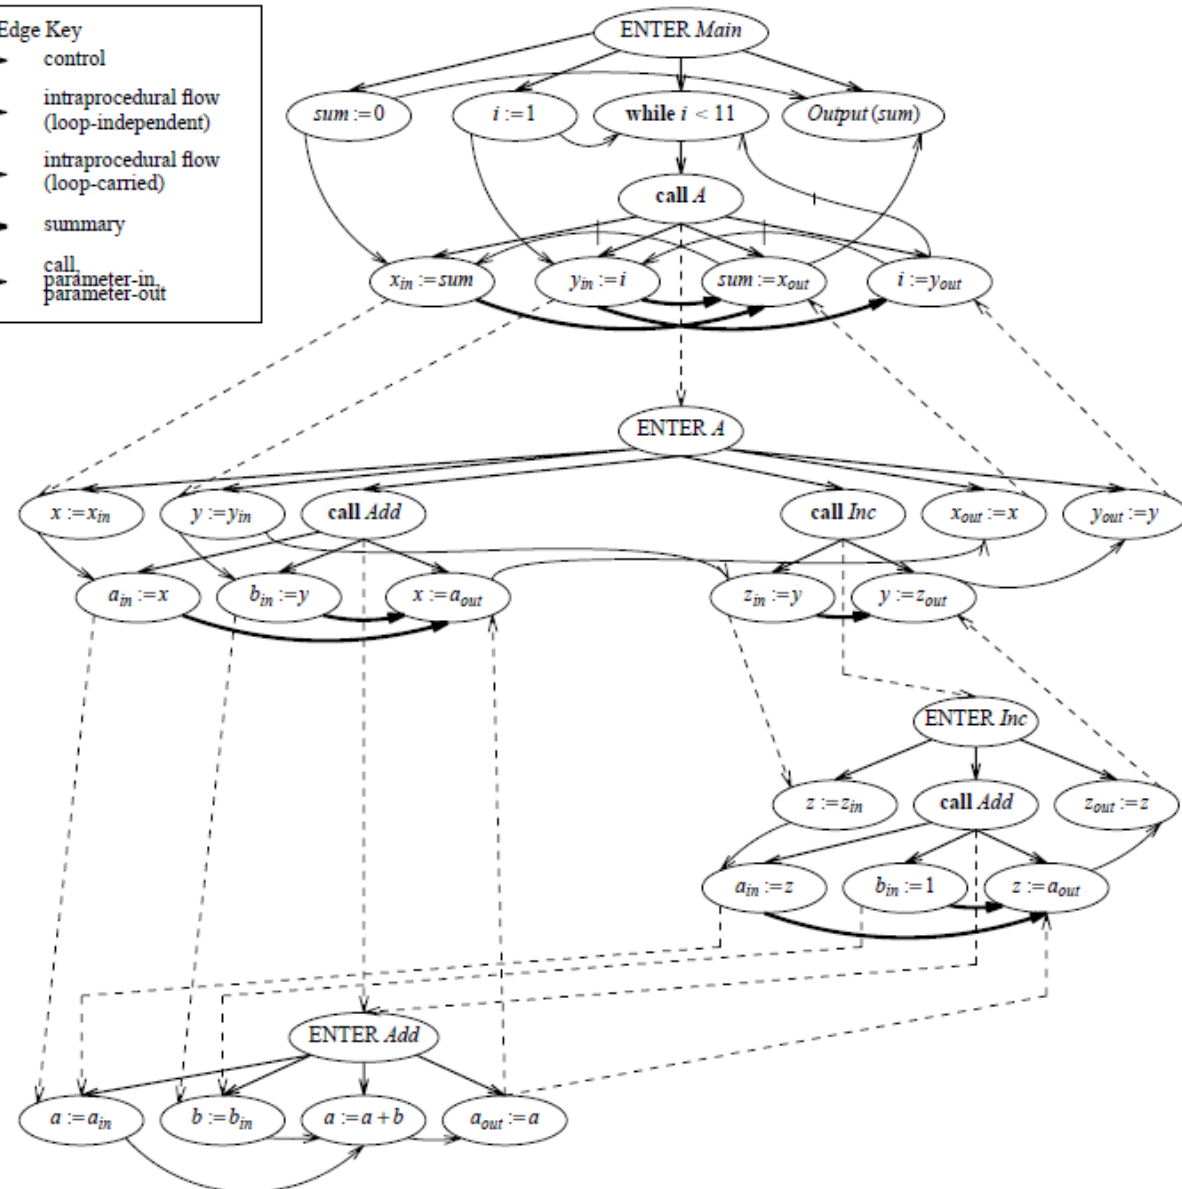 Edge Key
control
intraprocedural flow
(loop-independent)
intraprocedural flow
(loop-carried)
summary
call,
parameter-in,
parameter-out
ENTER Main
sum := 0
i := 1
while i < 11
Output (sum)
call A
x_in := sum
y_in := i
sum := x_out
i := y_out
ENTER A
x := x_in
y := y_in
call Add
call Inc
x_out := x
y_out := y
a_in := x
b_in := y
x := a_out
z_in := y
y := z_out
ENTER Inc
z := z_in
call Add
z_out := z
a_in := z
b_in := 1
z := a_out
ENTER Add
a := a_in
b := b_in
a := a + b
a_out := a